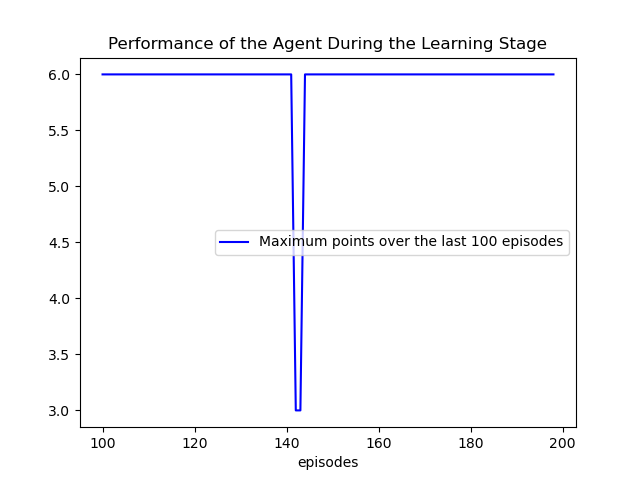 Performance of the Agent During the Learning Stage
6.0
5.5
5.0
4.5
4.0
3.5
3.0
Maximum points over the last 100 episodes
100 120 140 160 180 200
episodes